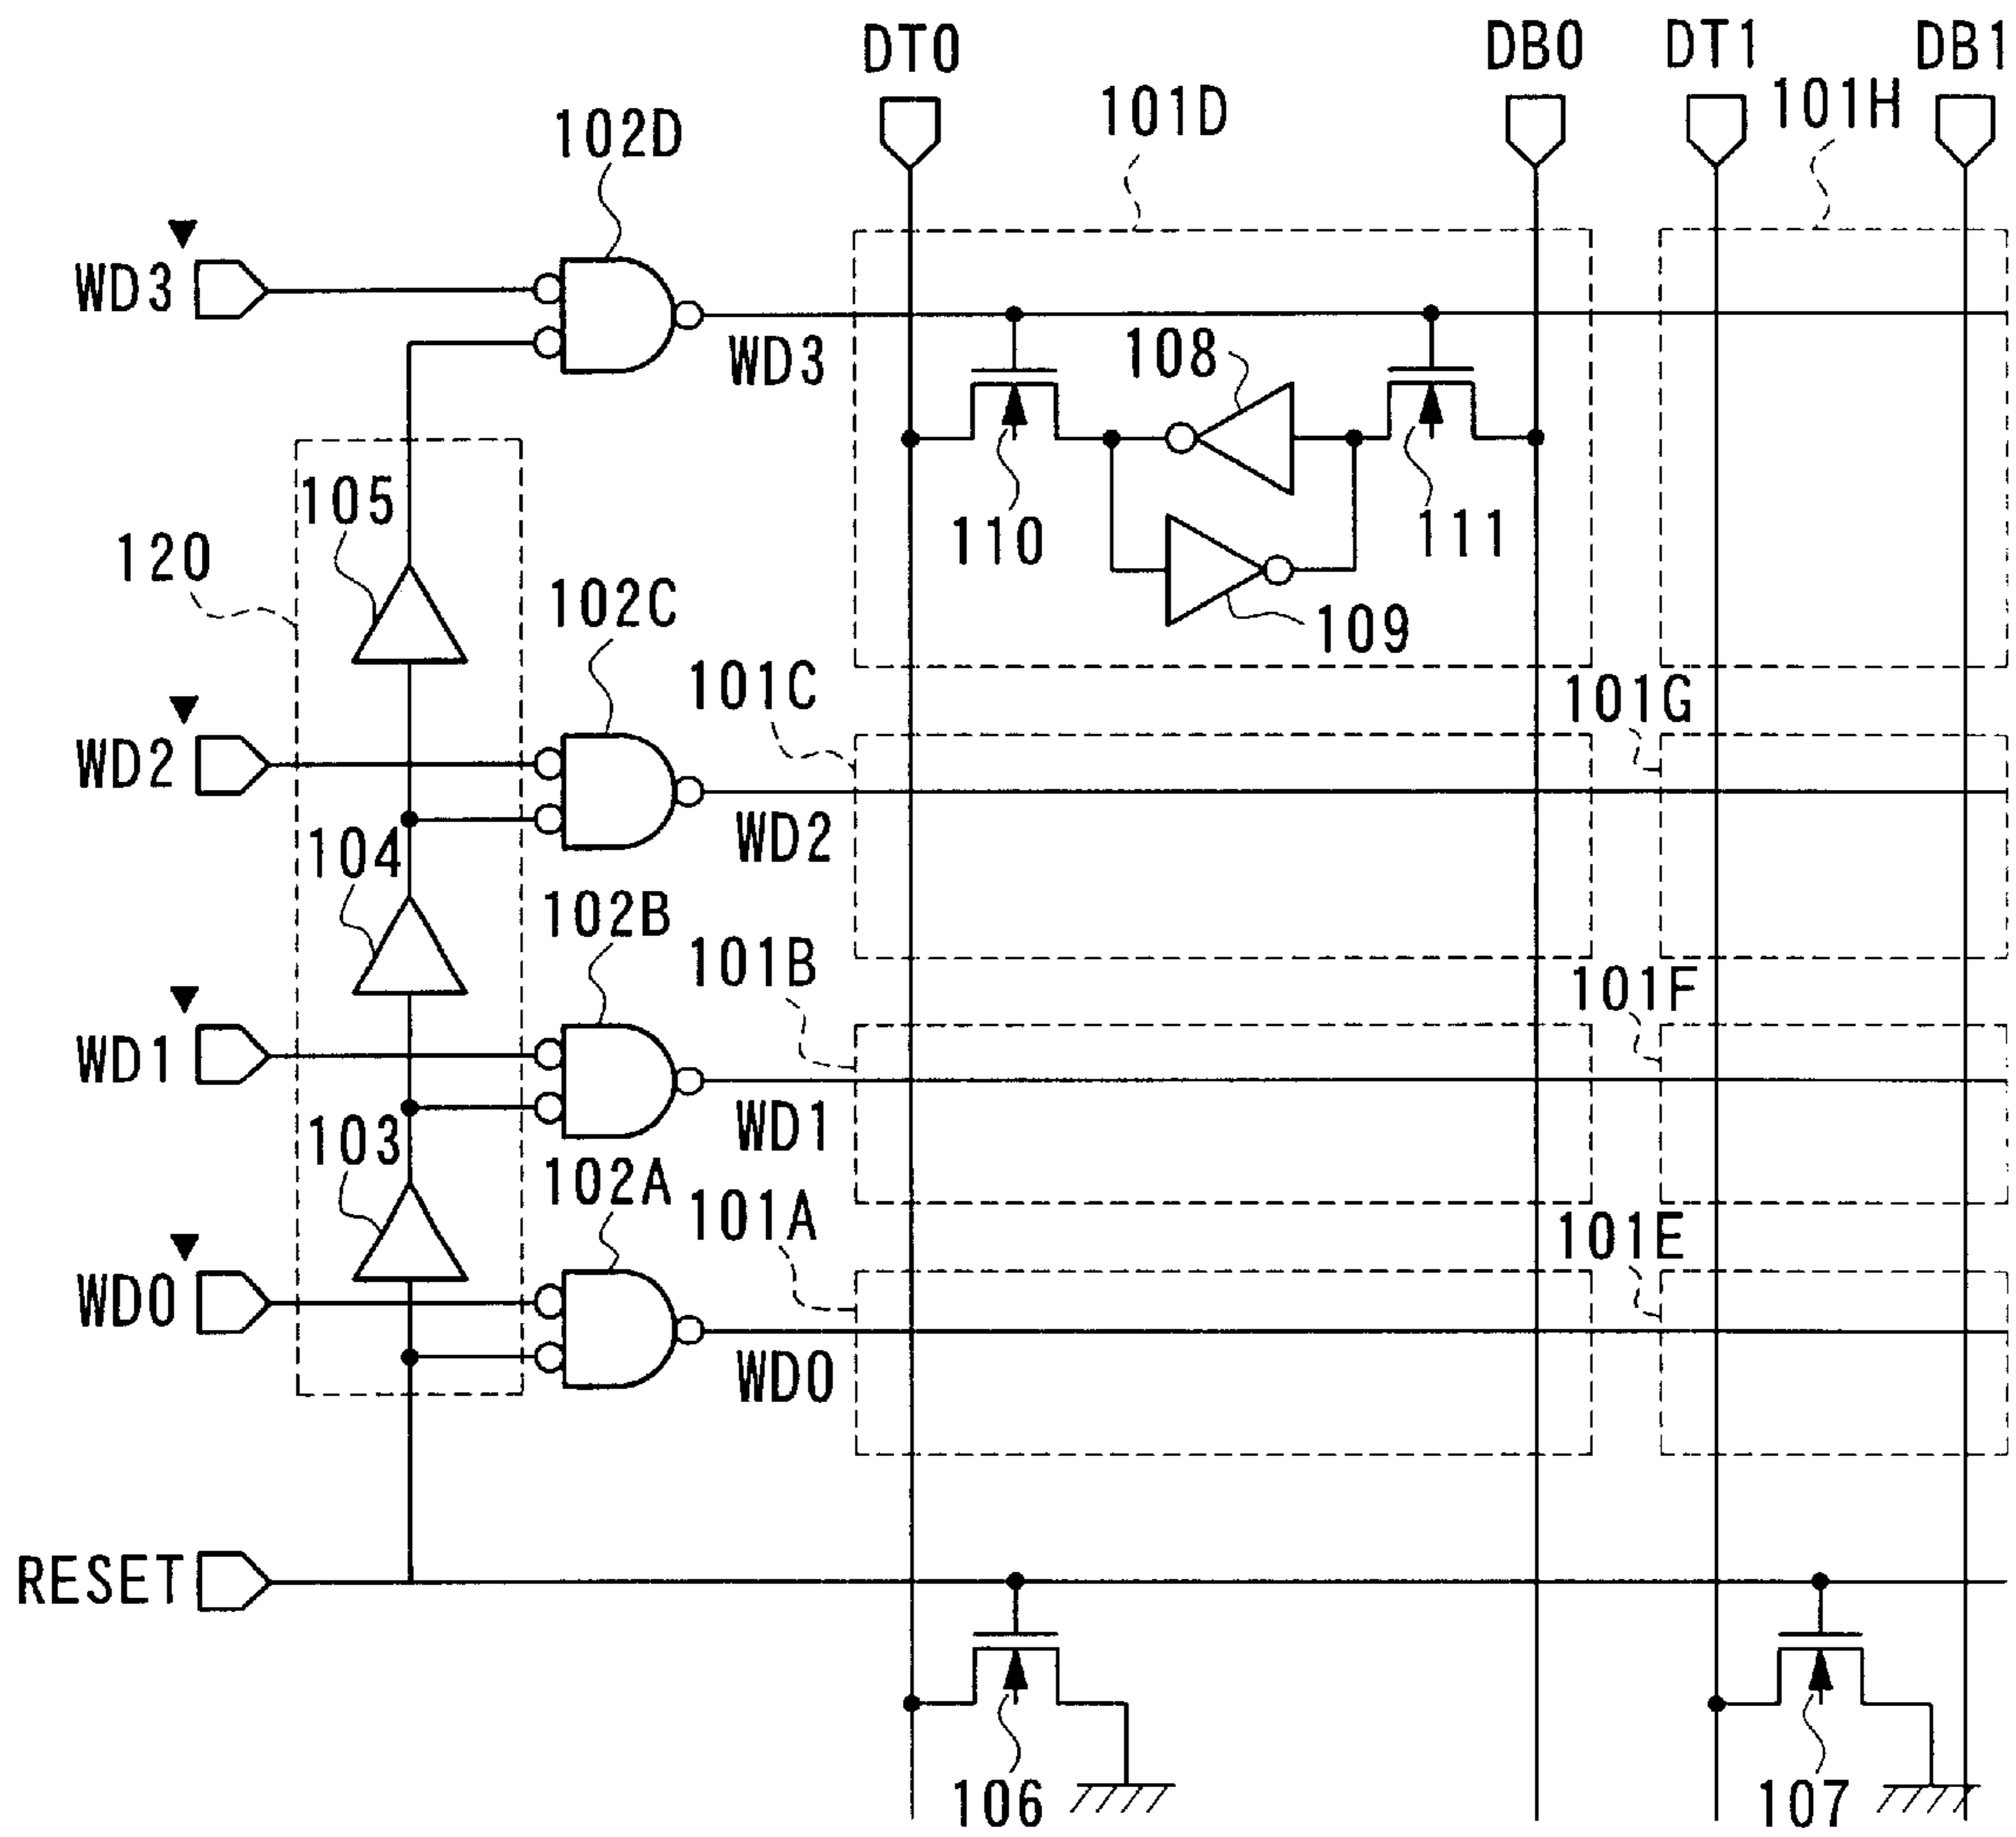 DT0 DB0 DT1 DB1
101D 101H
102D
WD3
WD3
108
105
110 111
120
102C
109
101C 101G
WD2
WD2
104
102B
101B 101F
WD1
WD1
103
102A
101A 101E
WD0
WD0
RESET
106 107